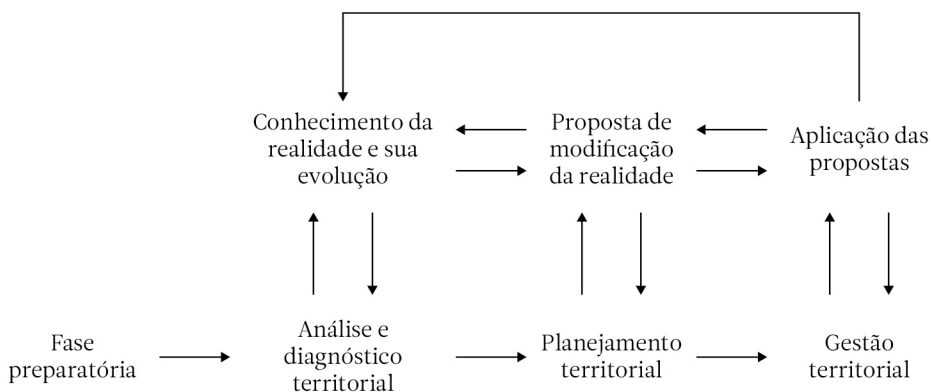 Conhecimento da
realidade e sua
evolução
Proposta de
modificação
da realidade
Aplicação das
propostas
Fase
preparatória
Análise e
diagnóstico
territorial
Planejamento
territorial
Gestão
territorial